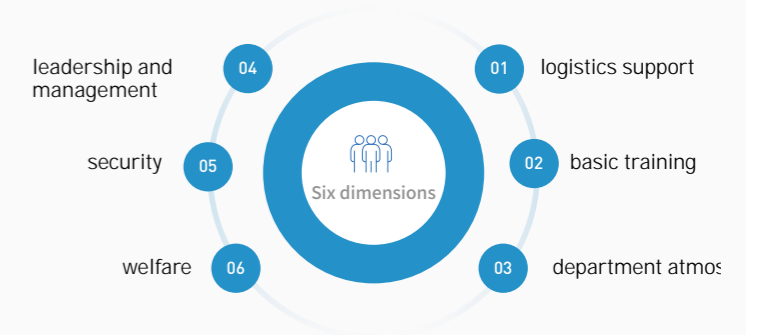 04
leadership and
management
01
logistics support
05
security
02
basic training
Six dimensions
06
welfare
03
department atmos